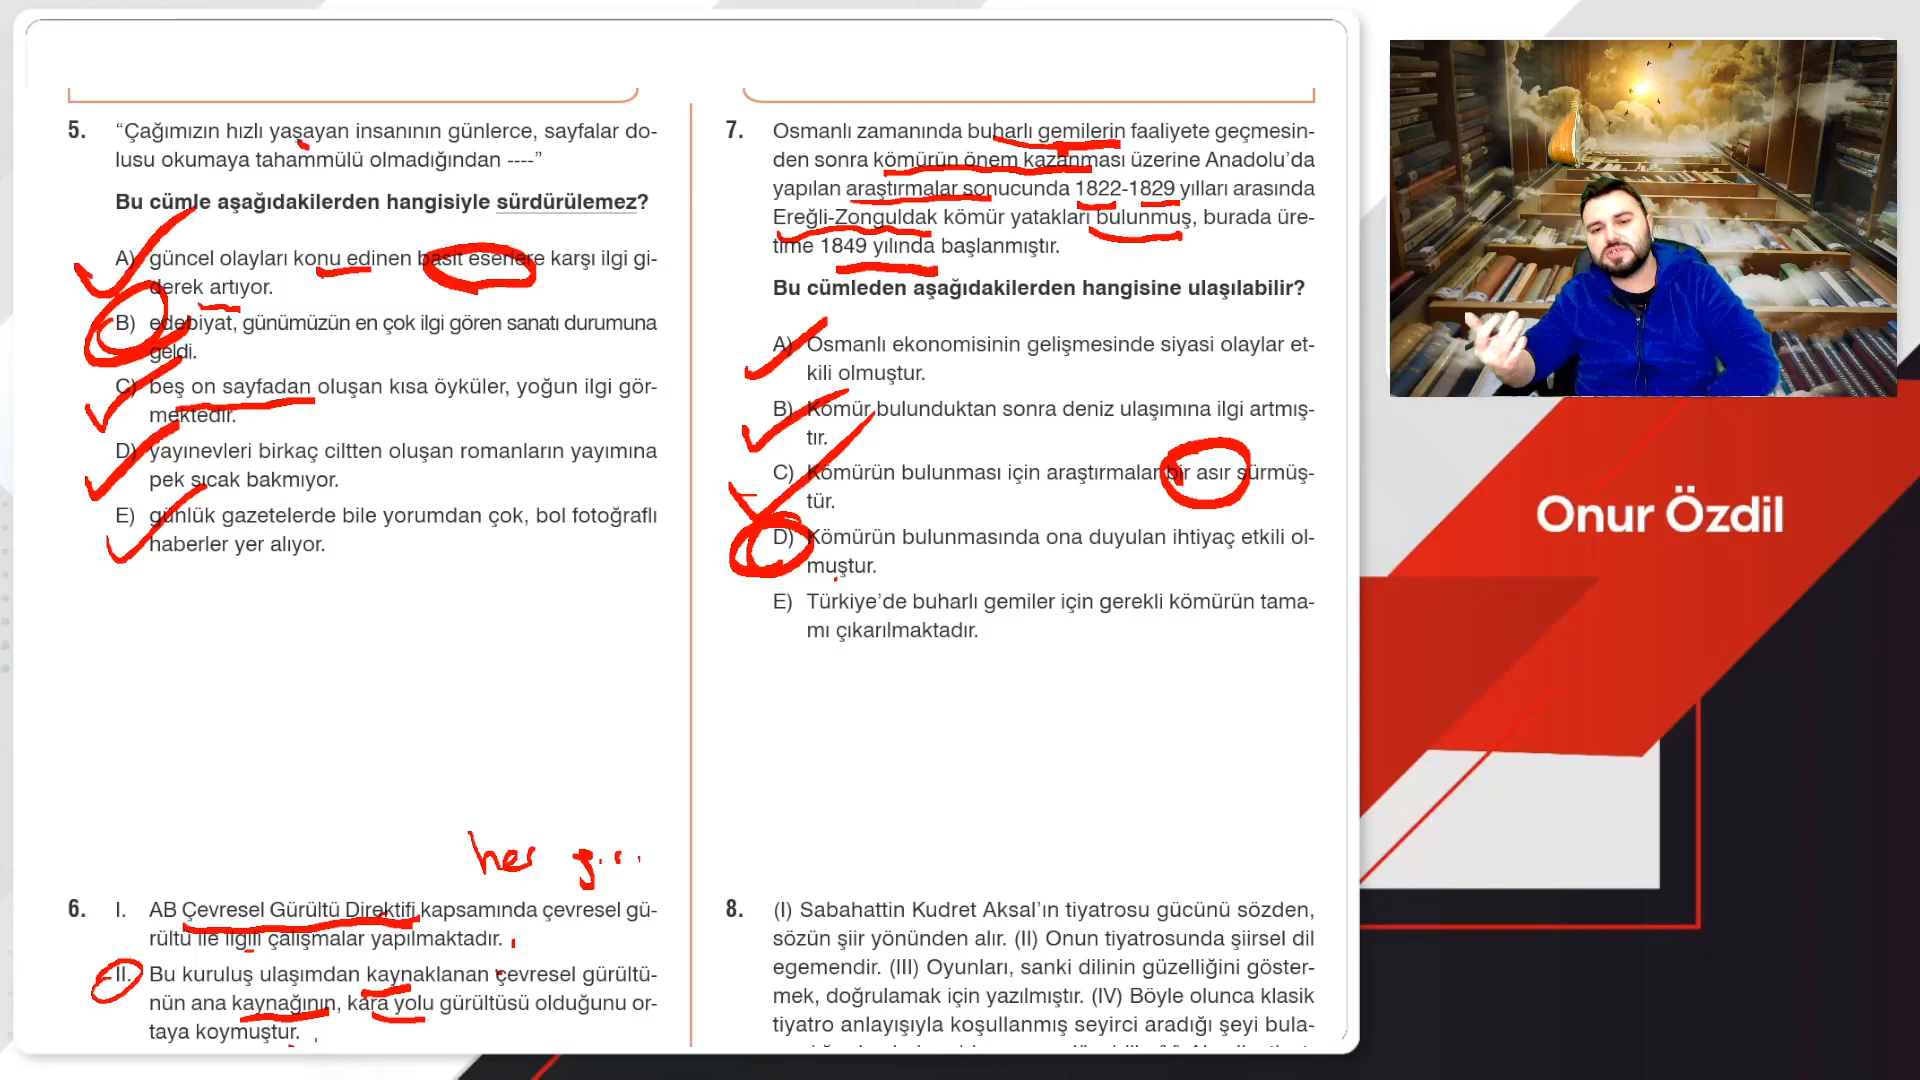 5. “Çağımızın hızlı yaşayan insanının günlerce, sayfalar do-
lusu okumaya tahammülü olmadığından ----”
Bu cümle aşağıdakilerden hangisiyle sürdürülemez?
A) güncel olayları konu edinen basit eserlere karşı ilgi gi-
derek artıyor.
B) edebiyat, günümüzün en çok ilgi gören sanatı durumuna
geldi.
C) beş on sayfadan oluşan kısa öyküler, yoğun ilgi gör-
mektedir.
D) yayınevleri birkaç ciltten oluşan romanların yayımına
pek sıcak bakmıyor.
E) günlük gazetelerde bile yorumdan çok, bol fotoğraflı
haberler yer alıyor.
her
6. I. AB Çevresel Gürültü Direktifi kapsamında çevresel gü-
rültü ile ilgili çalışmalar yapılmaktadır.
II. Bu kuruluş ulaşımdan kaynaklanan çevresel gürültü-
nün ana kaynağının, kara yolu gürültüsü olduğunu or-
taya koymuştur.
7. Osmanlı zamanında buharlı gemilerin faaliyete geçmesin-
den sonra kömürün önem kazanması üzerine Anadolu’da
yapılan araştırmalar sonucunda 1822-1829 yılları arasında
Ereğli-Zonguldak kömür yatakları bulunmuş, burada üre-
time 1849 yılında başlanmıştır.
Bu cümleden aşağıdakilerden hangisine ulaşılabilir?
A) Osmanlı ekonomisinin gelişmesinde siyasi olaylar et-
kili olmuştur.
B) Kömür bulunduktan sonra deniz ulaşımına ilgi artmış-
tır.
C) Kömürün bulunması için araştırmalar bir asır sürmüş-
tür.
D) Kömürün bulunmasında ona duyulan ihtiyaç etkili ol-
muştur.
E) Türkiye’de buharlı gemiler için gerekli kömürün tama-
mı çıkarılmaktadır.
8. (I) Sabahattin Kudret Aksal’ın tiyatrosu gücünü sözden,
sözün şiir yönünden alır. (II) Onun tiyatrosunda şiirsel dil
egemendir. (III) Oyunları, sanki dilinin güzelliğini göster-
mek, doğrulamak için yazılmıştır. (IV) Böyle olunca klasik
tiyatro anlayışıyla koşullanmış seyirci aradığı şeyi bula-
Onur Özdil